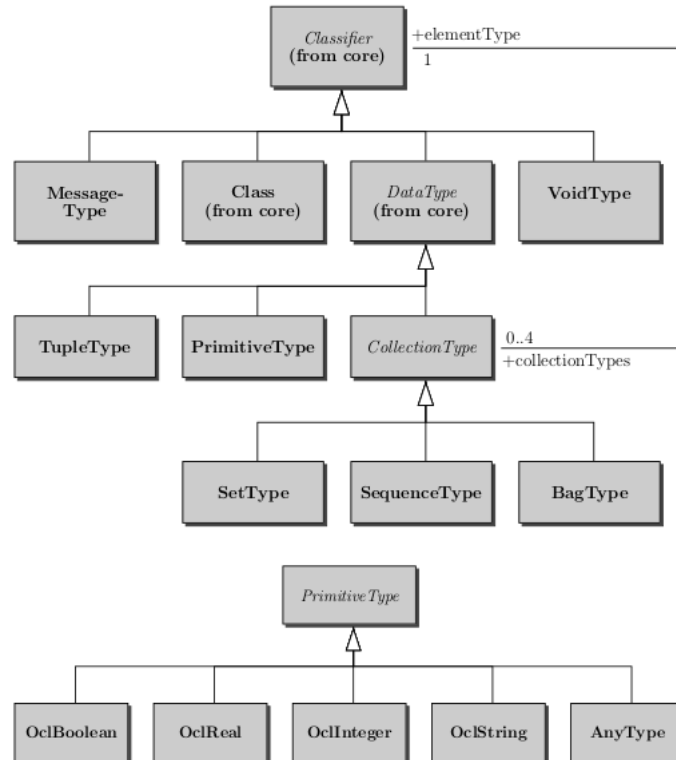 Classifier
(from core)
+elementType
1
Message-
Type
Class
(from core)
DataType
(from core)
VoidType
TupleType
PrimitiveType
CollectionType
0..4
+collectionTypes
SetType
SequenceType
BagType
PrimitiveType
OclBoolean
OclReal
OclInteger
OclString
AnyType